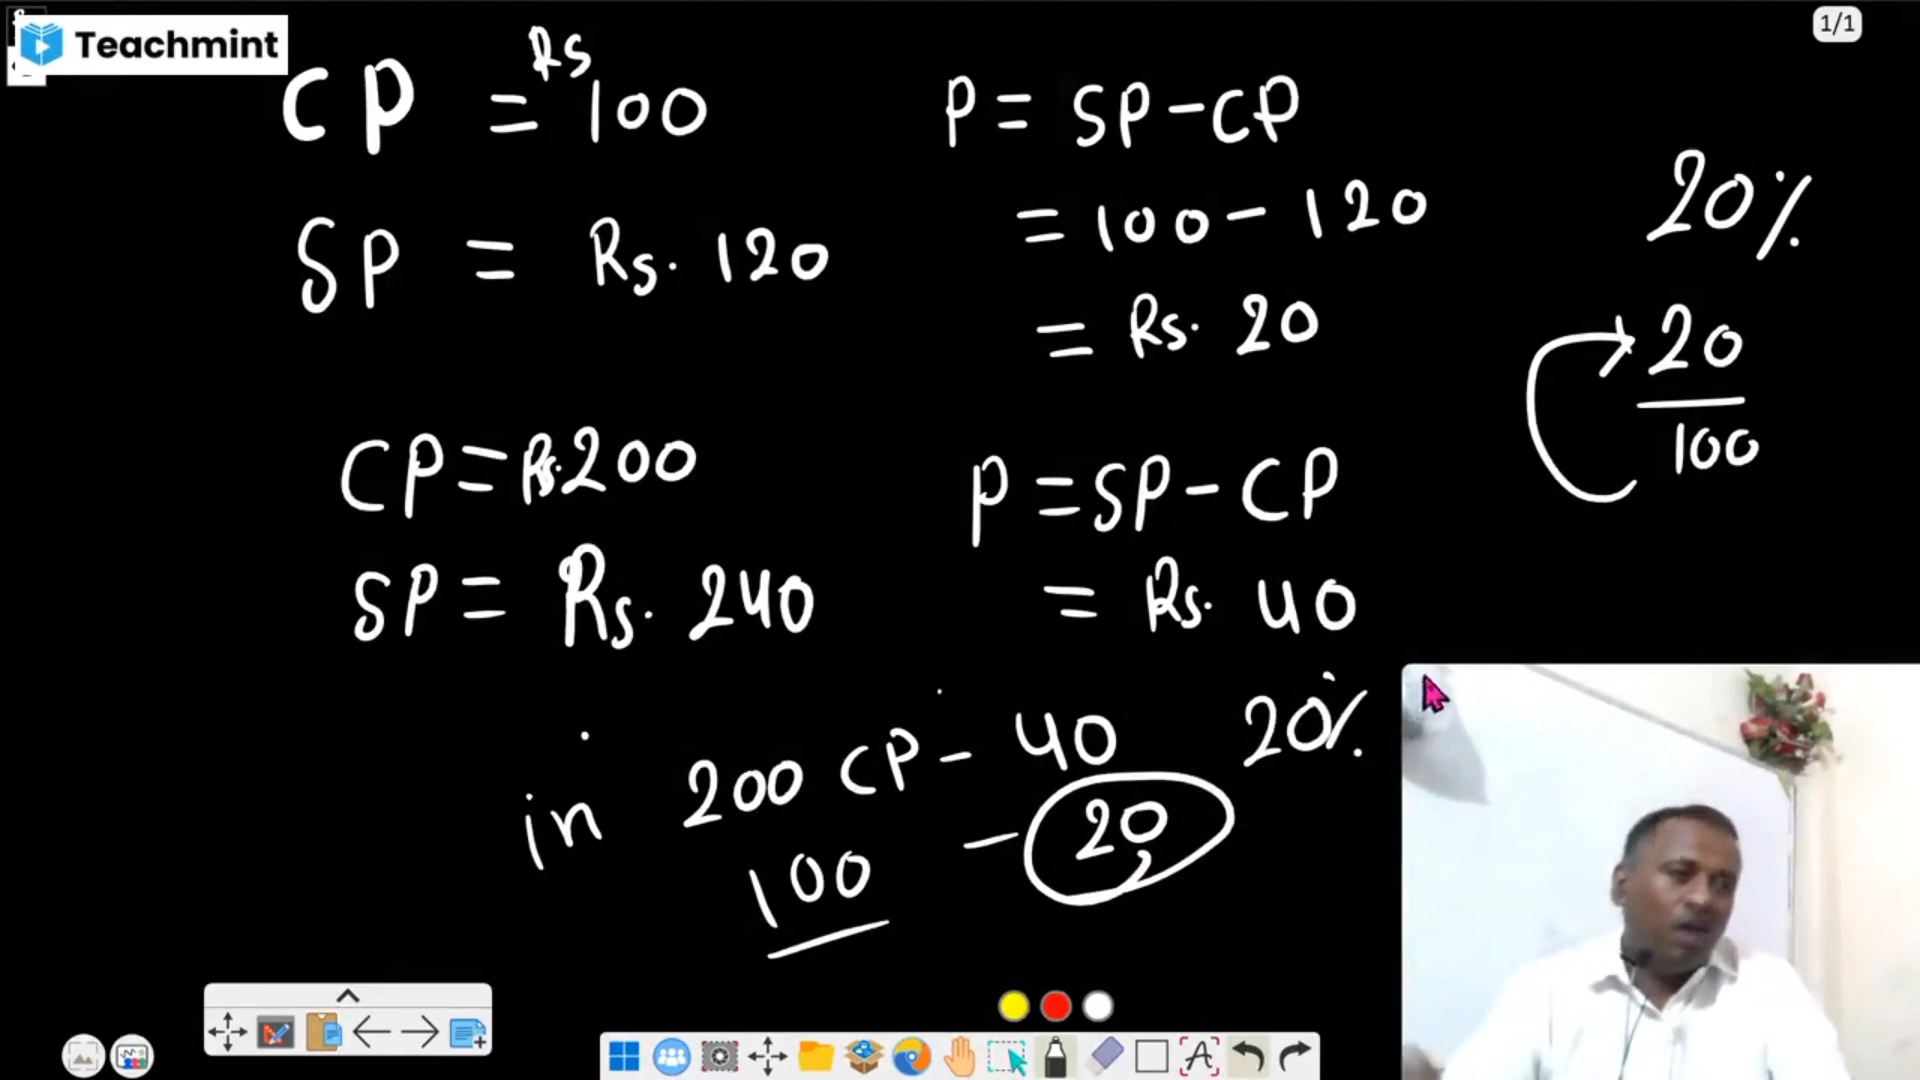 Teachmint
1/1
CP = Rs 100
SP = Rs. 120
P = SP - CP
= 100 - 120
= Rs. 20
20%
20
100
CP = Rs. 200
SP = Rs. 240
P = SP - CP
= Rs. 40
in 200 CP - 40
100 - 20
20%
A